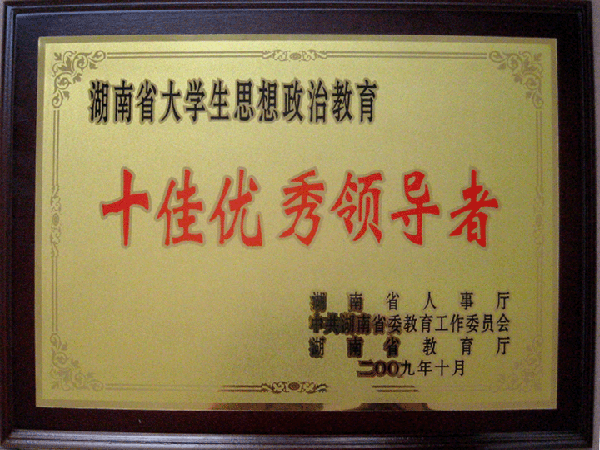 湖南省大学生思想政治教育
十佳优秀领导者
湖南省人事厅
中共湖南省委教育工作委员会
湖南省教育厅
二00九年十月